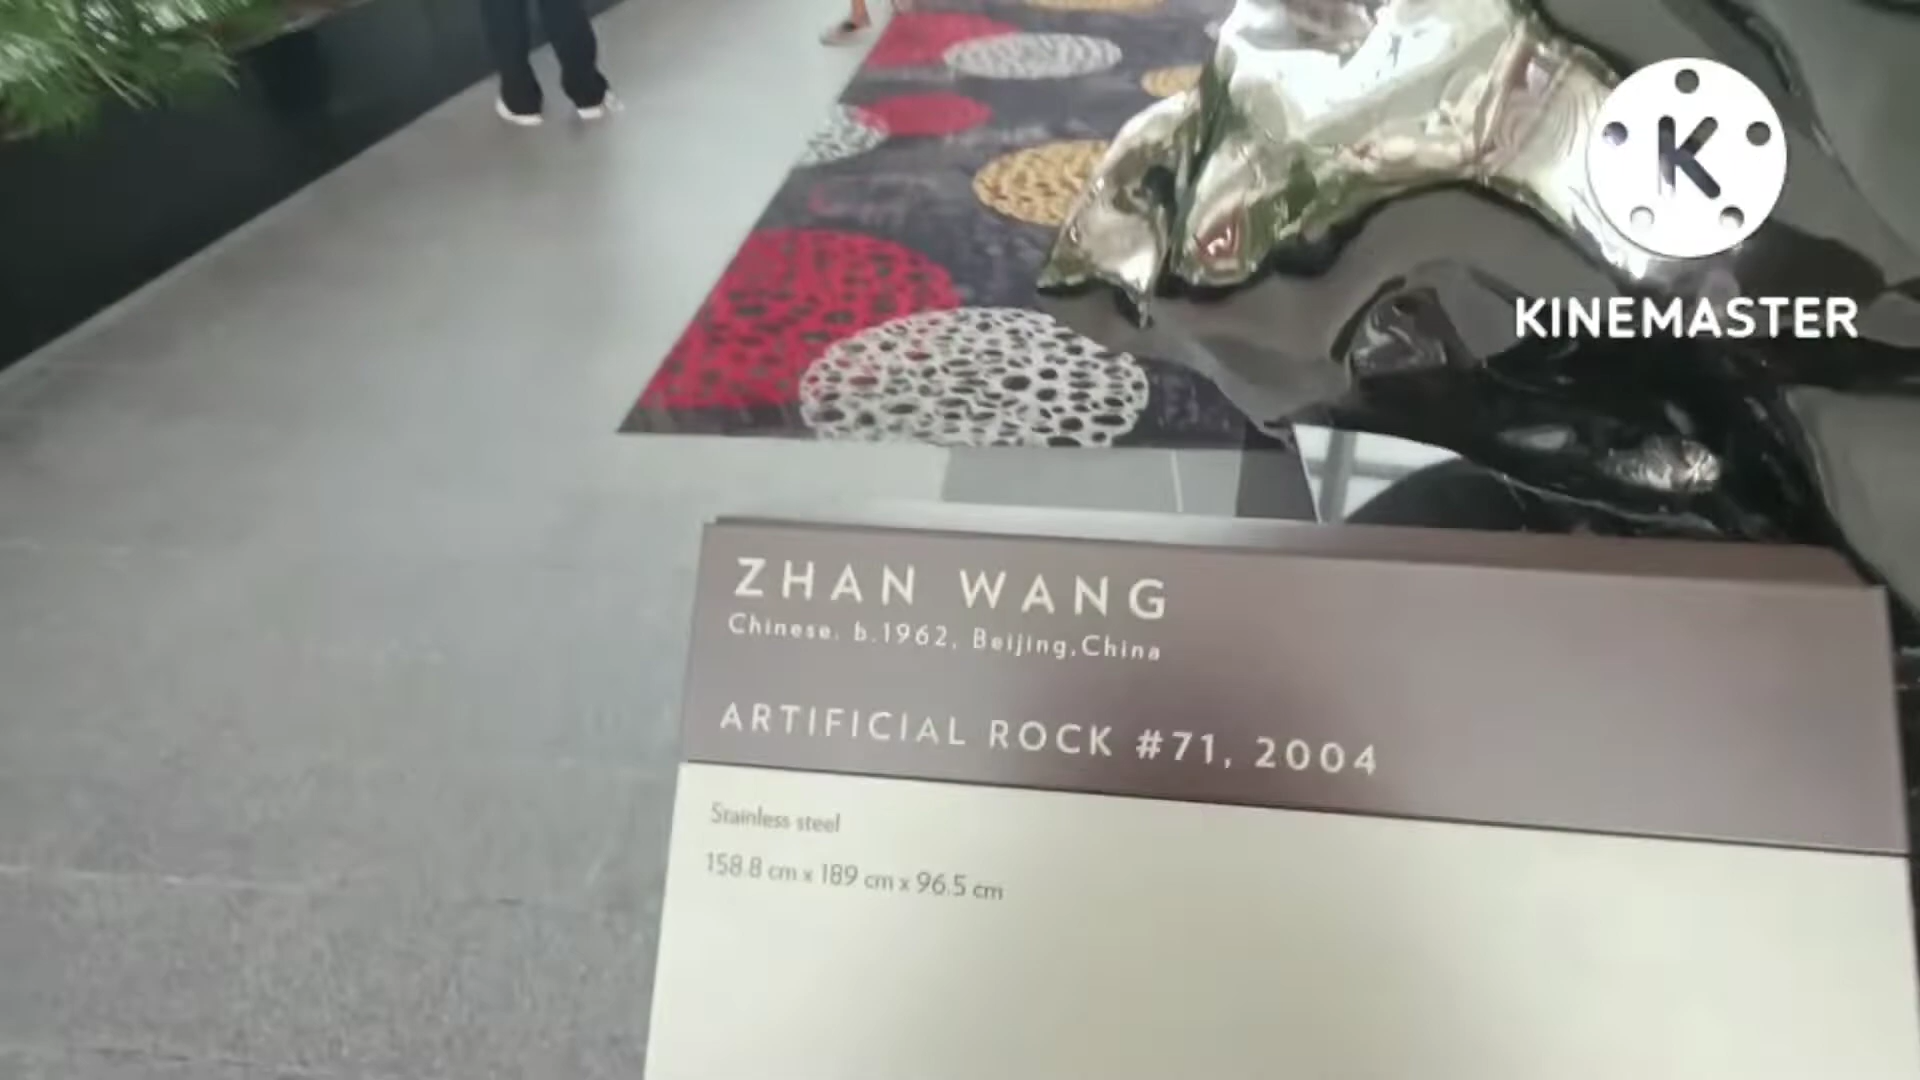 K
KINEMASTER
ZHAN WANG
Chinese. b.1962, Beijing,China
ARTIFICIAL ROCK #71, 2004
Stainless steel
158.8 cm x 189 cm x 96.5 cm